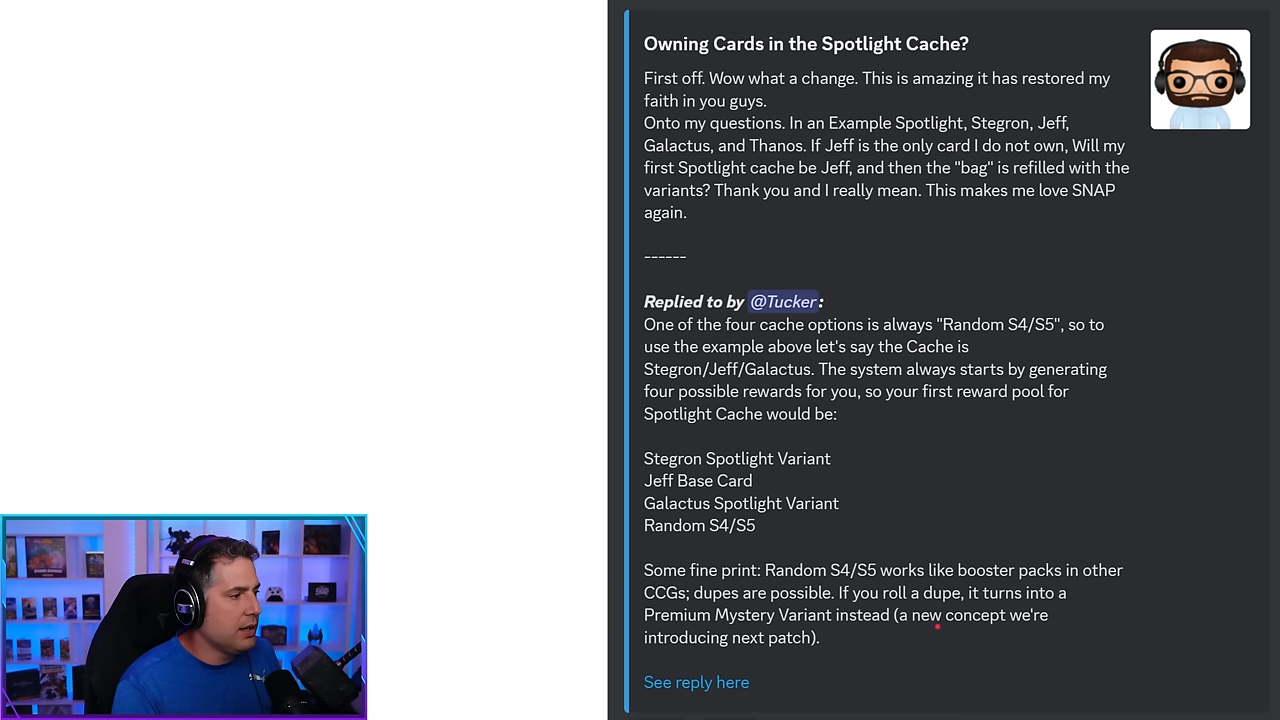 Owning Cards in the Spotlight Cache?
First off. Wow what a change. This is amazing it has restored my
faith in you guys.
Onto my questions. In an Example Spotlight, Stegron, Jeff,
Galactus, and Thanos. If Jeff is the only card I do not own, Will my
first Spotlight cache be Jeff, and then the "bag" is refilled with the
variants? Thank you and I really mean. This makes me love SNAP
again.
------
Replied to by @Tucker:
One of the four cache options is always "Random S4/S5", so to
use the example above let's say the Cache is
Stegron/Jeff/Galactus. The system always starts by generating
four possible rewards for you, so your first reward pool for
Spotlight Cache would be:
Stegron Spotlight Variant
Jeff Base Card
Galactus Spotlight Variant
Random S4/S5
Some fine print: Random S4/S5 works like booster packs in other
CCGs; dupes are possible. If you roll a dupe, it turns into a
Premium Mystery Variant instead (a new concept we're
introducing next patch).
See reply here